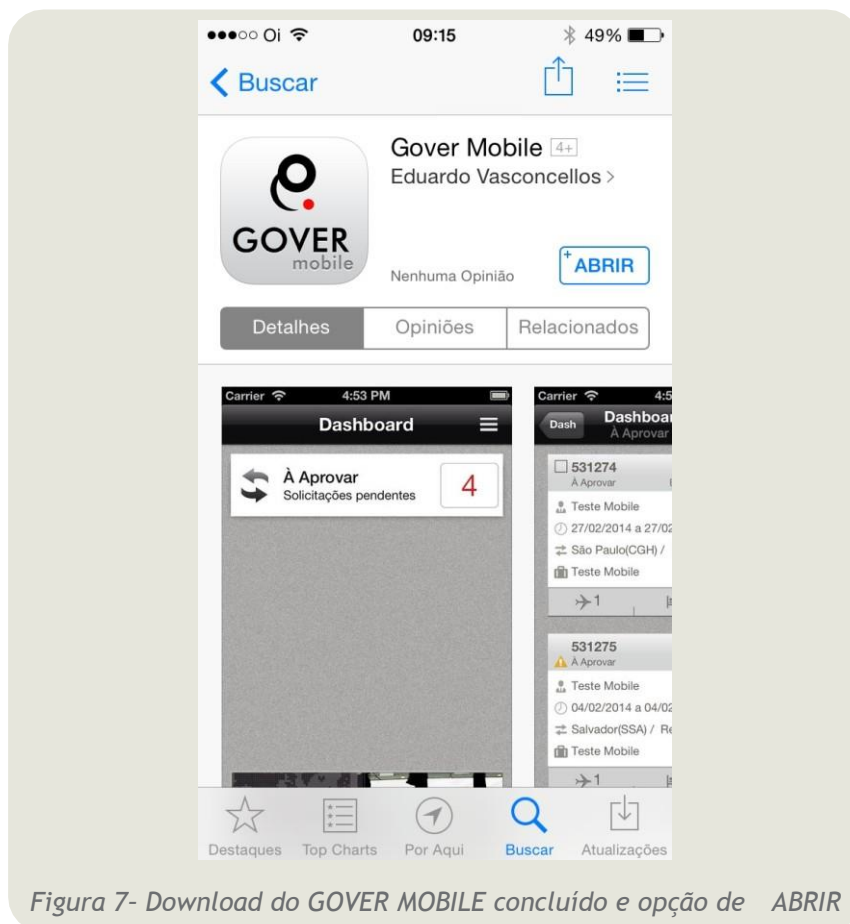 Oi 09:15 49%
Buscar
Gover Mobile 4+
Eduardo Vasconcellos >
GOVER
mobile
Nenhuma Opinião
+ABRIR
Detalhes Opiniões Relacionados
Carrier 4:53 PM
Dashboard
À Aprovar
Solicitações pendentes
4
Carrier 4:5
Dash Dashboar
À Aprovar
531274
À Aprovar
Teste Mobile
27/02/2014 a 27/02
São Paulo(CGH) /
Teste Mobile
1
531275
À Aprovar
Teste Mobile
04/02/2014 a 04/02
Salvador(SSA) / Re
Teste Mobile
1
Destaques Top Charts Por Aqui Buscar Atualizações
Figura 7– Download do GOVER MOBILE concluído e opção de ABRIR